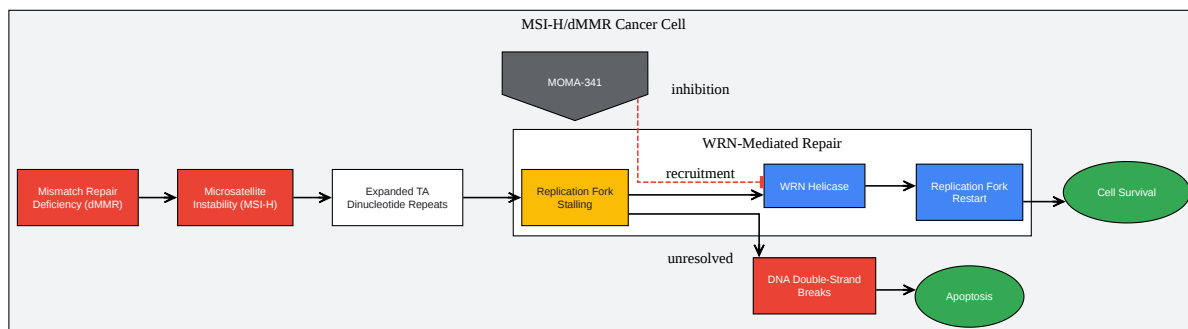 MSI-H/dMMR Cancer Cell
MOMA-341
inhibition
WRN-Mediated Repair
recruitment
Mismatch Repair
Deficiency (dMMR)
Microsatellite
Instability (MSI-H)
Expanded TA
Dinucleotide Repeats
Replication Fork
Stalling
WRN Helicase
Replication Fork
Restart
Cell Survival
unresolved
DNA Double-Strand
Breaks
Apoptosis